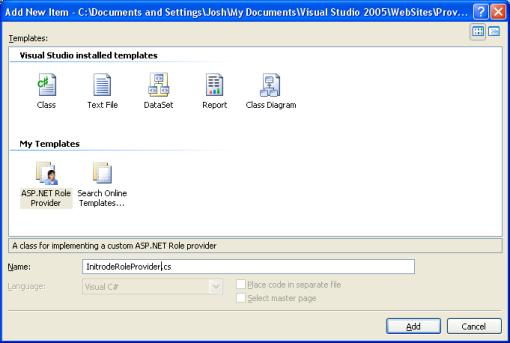 Add New Item - C:\Documents and Settings\Josh\My Documents\Visual Studio 2005\WebSites\Prov...
Templates:
Visual Studio installed templates
Class
Text File
DataSet
Report
Class Diagram
My Templates
ASP.NET Role Provider
Search Online Templates...
A class for implementing a custom ASP.NET Role provider
Name:
InitrodeRoleProvider.cs
Language:
Visual C#
Place code in separate file
Select master page
Add
Cancel